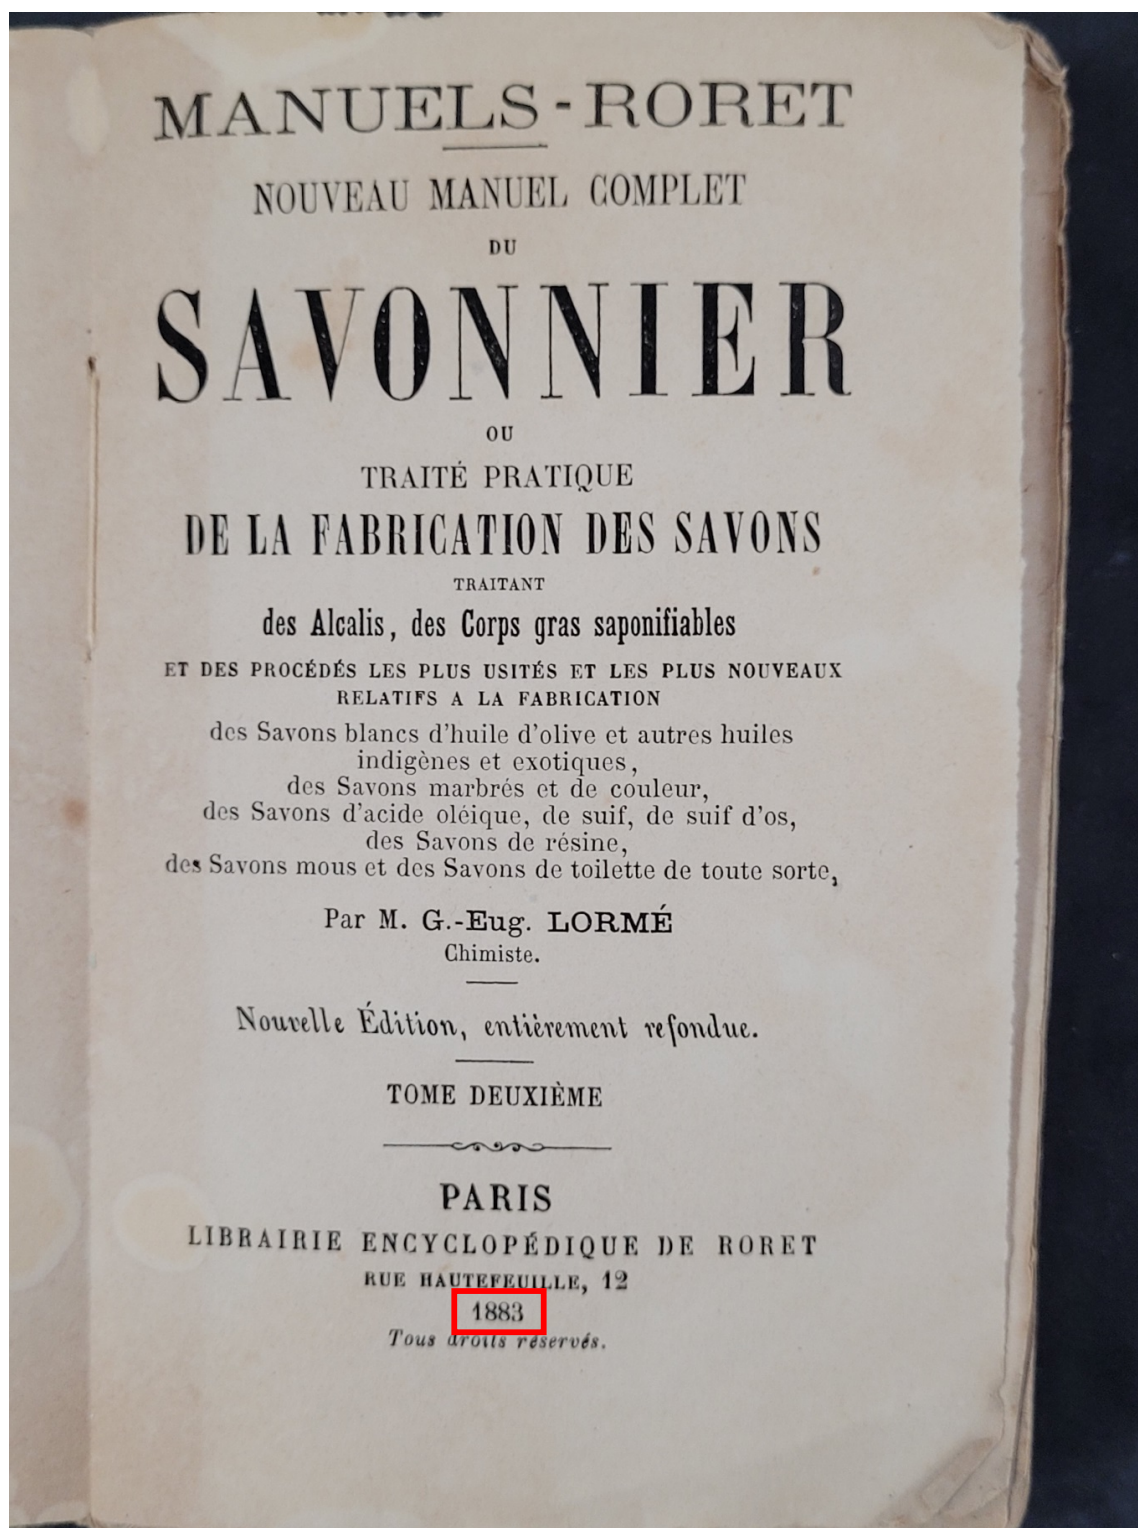 MANUELS-RORET
NOUVEAU MANUEL COMPLET
DU
SAVONNIER
OU
TRAITÉ PRATIQUE
DE LA FABRICATION DES SAVONS
TRAITANT
des Alcalis, des Corps gras saponifiables
ET DES PROCÉDÉS LES PLUS USITÉS ET LES PLUS NOUVEAUX
RELATIFS A LA FABRICATION
des Savons blancs d'huile d'olive et autres huiles
indigènes et exotiques,
des Savons marbrés et de couleur,
des Savons d'acide oléique, de suif, de suif d'os,
des Savons de résine,
des Savons mous et des Savons de toilette de toute sorte,
Par M. G.-Eug. LORMÉ
Chimiste.
Nouvelle Édition, entièrement refondue.
TOME DEUXIÈME
PARIS
LIBRAIRIE ENCYCLOPÉDIQUE DE RORET
RUE HAUTEFEUILLE, 12
1883
Tous droits réservés.